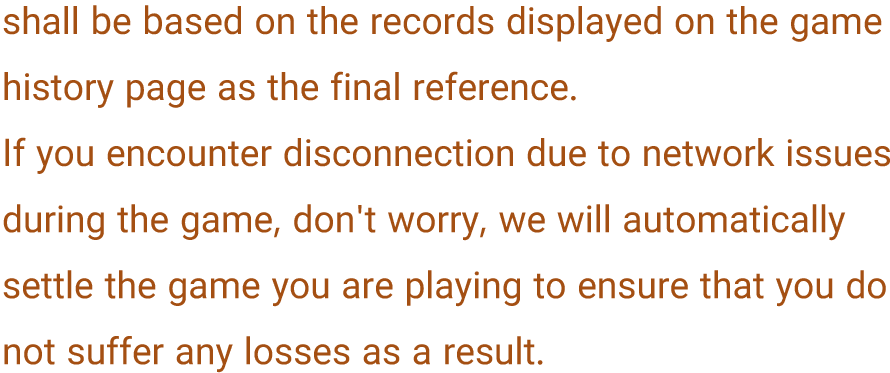 shall be based on the records displayed on the game
history page as the final reference.
If you encounter disconnection due to network issues
during the game, don't worry, we will automatically
settle the game you are playing to ensure that you do
not suffer any losses as a result.